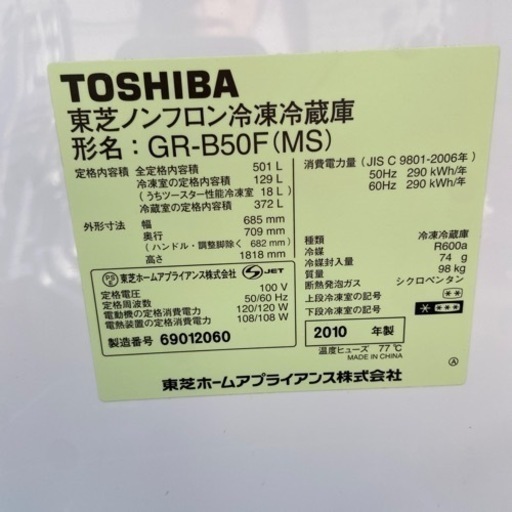 TOSHIBA
東芝ノンフロン冷凍冷蔵庫
形名：GR-B50F(MS)
定格内容積 全定格内容積 501 L
冷凍室の定格内容積 129 L
(うちツースター性能冷凍室 18 L)
冷蔵室の定格内容積 372 L
外形寸法 幅 685 mm
奥行 709 mm
(ハンドル・調整脚除く 682 mm)
高さ 1818 mm
PSE 東芝ホームアプライアンス株式会社 S JET
定格電圧 100 V
定格周波数 50/60 Hz
電動機の定格消費電力 120/120 W
電熱装置の定格消費電力 108/108 W
製造番号 69012060
消費電力量 (JIS C 9801-2006年)
50Hz 290 kWh/年
60Hz 290 kWh/年
種類 冷凍冷蔵庫
冷媒 R600a
冷媒封入量 74 g
質量 98 kg
断熱発泡ガス シクロペンタン
上段冷凍室の記号 **
下段冷凍室の記号 ****
2010 年製
温度ヒューズ 77℃
MADE IN CHINA
Ⓐ
東芝ホームアプライアンス株式会社